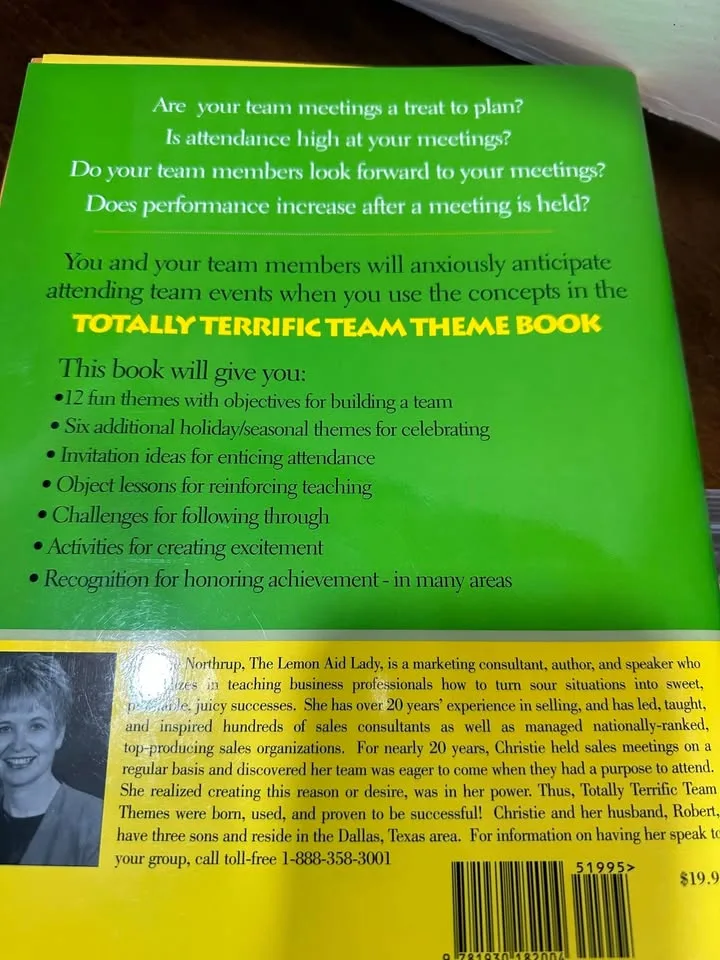 Are your team meetings a treat to plan?
Is attendance high at your meetings?
Do your team members look forward to your meetings?
Does performance increase after a meeting is held?
You and your team members will anxiously anticipate
attending team events when you use the concepts in the
TOTALLY TERRIFIC TEAM THEME BOOK
This book will give you:
•12 fun themes with objectives for building a team
• Six additional holiday/seasonal themes for celebrating
• Invitation ideas for enticing attendance
• Object lessons for reinforcing teaching
• Challenges for following through
• Activities for creating excitement
• Recognition for honoring achievement - in many areas
Northrup, The Lemon Aid Lady, is a marketing consultant, author, and speaker who
in teaching business professionals how to turn sour situations into sweet,
juicy successes. She has over 20 years' experience in selling, and has led, taught,
and inspired hundreds of sales consultants as well as managed nationally-ranked,
top-producing sales organizations. For nearly 20 years, Christie held sales meetings on a
regular basis and discovered her team was eager to come when they had a purpose to attend.
She realized creating this reason or desire, was in her power. Thus, Totally Terrific Team
Themes were born, used, and proven to be successful! Christie and her husband, Robert,
have three sons and reside in the Dallas, Texas area. For information on having her speak to
your group, call toll-free 1-888-358-3001
51995>
$19.9
9 781930 182004